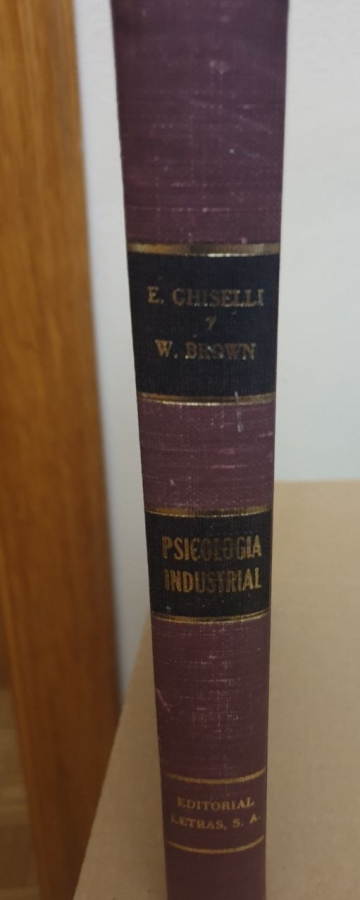 E. GHISELLI
y
W. BROWN
PSICOLOGIA
INDUSTRIAL
EDITORIAL
LETRAS, S. A.